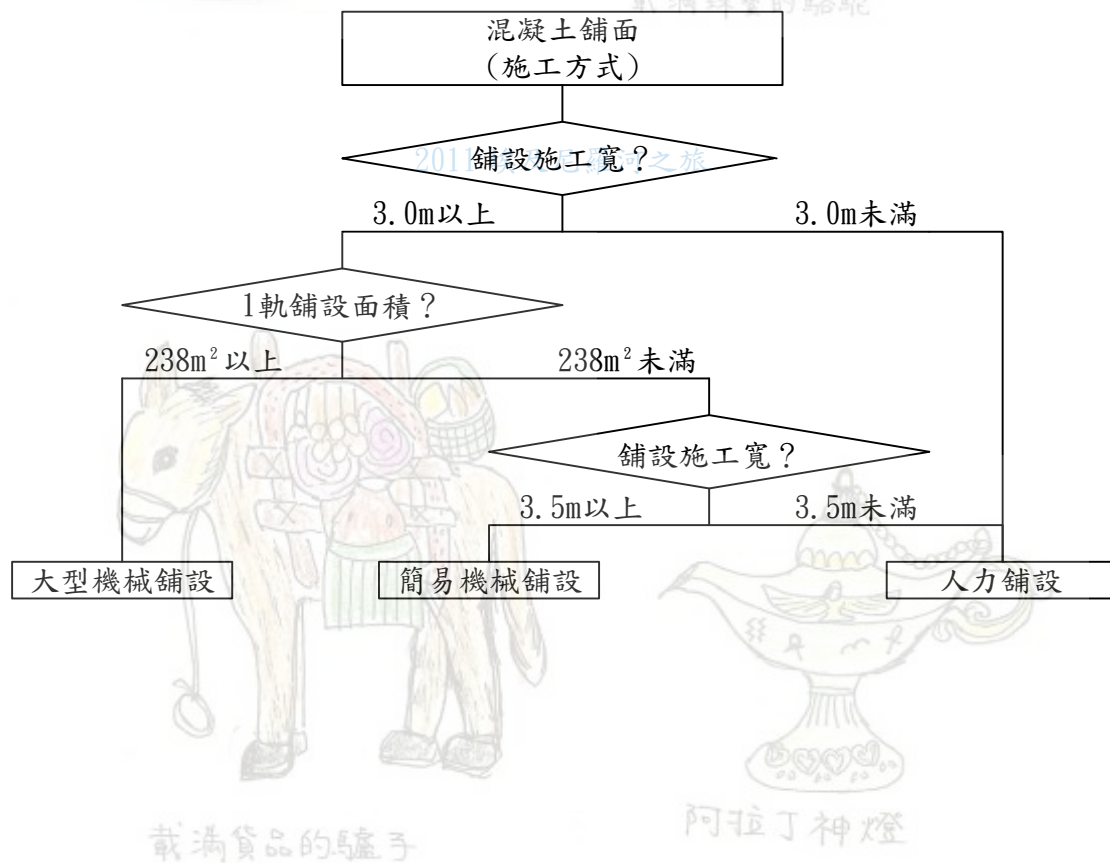 混凝土舖面
(施工方式)
舖設施工寬？
3.0m以上
3.0m未滿
1軌舖設面積？
238m²以上
238m²未滿
舖設施工寬？
3.5m以上
3.5m未滿
大型機械舖設
簡易機械舖設
人力舖設
載滿貨品的驢子
阿拉丁神燈